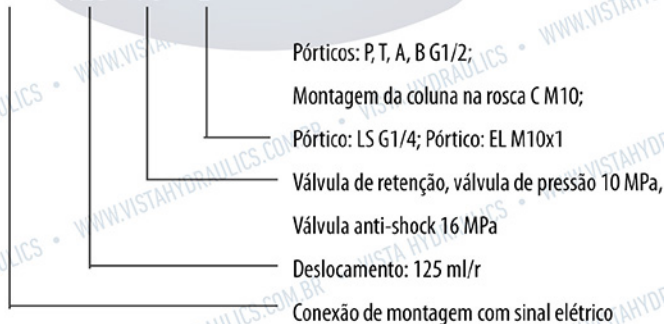 Pórticos: P, T, A, B G1/2;
Montagem da coluna na rosca C M10;
Pórtico: LS G1/4; Pórtico: EL M10x1
Válvula de retenção, válvula de pressão 10 MPa,
Válvula anti-shock 16 MPa
Deslocamento: 125 ml/r
Conexão de montagem com sinal elétrico